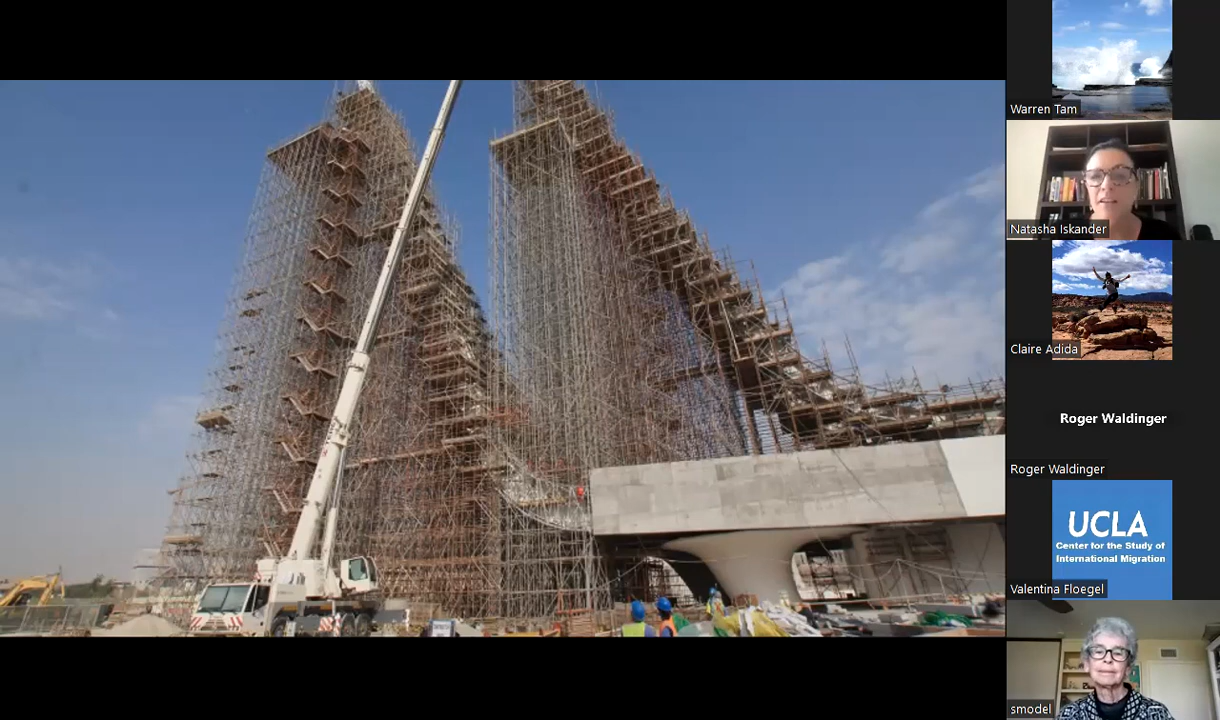 Warren Tam
Natasha Iskander
Claire Adida
Roger Waldinger
Roger Waldinger
UCLA
Center for the Study of
International Migration
Valentina Floegel
smodel